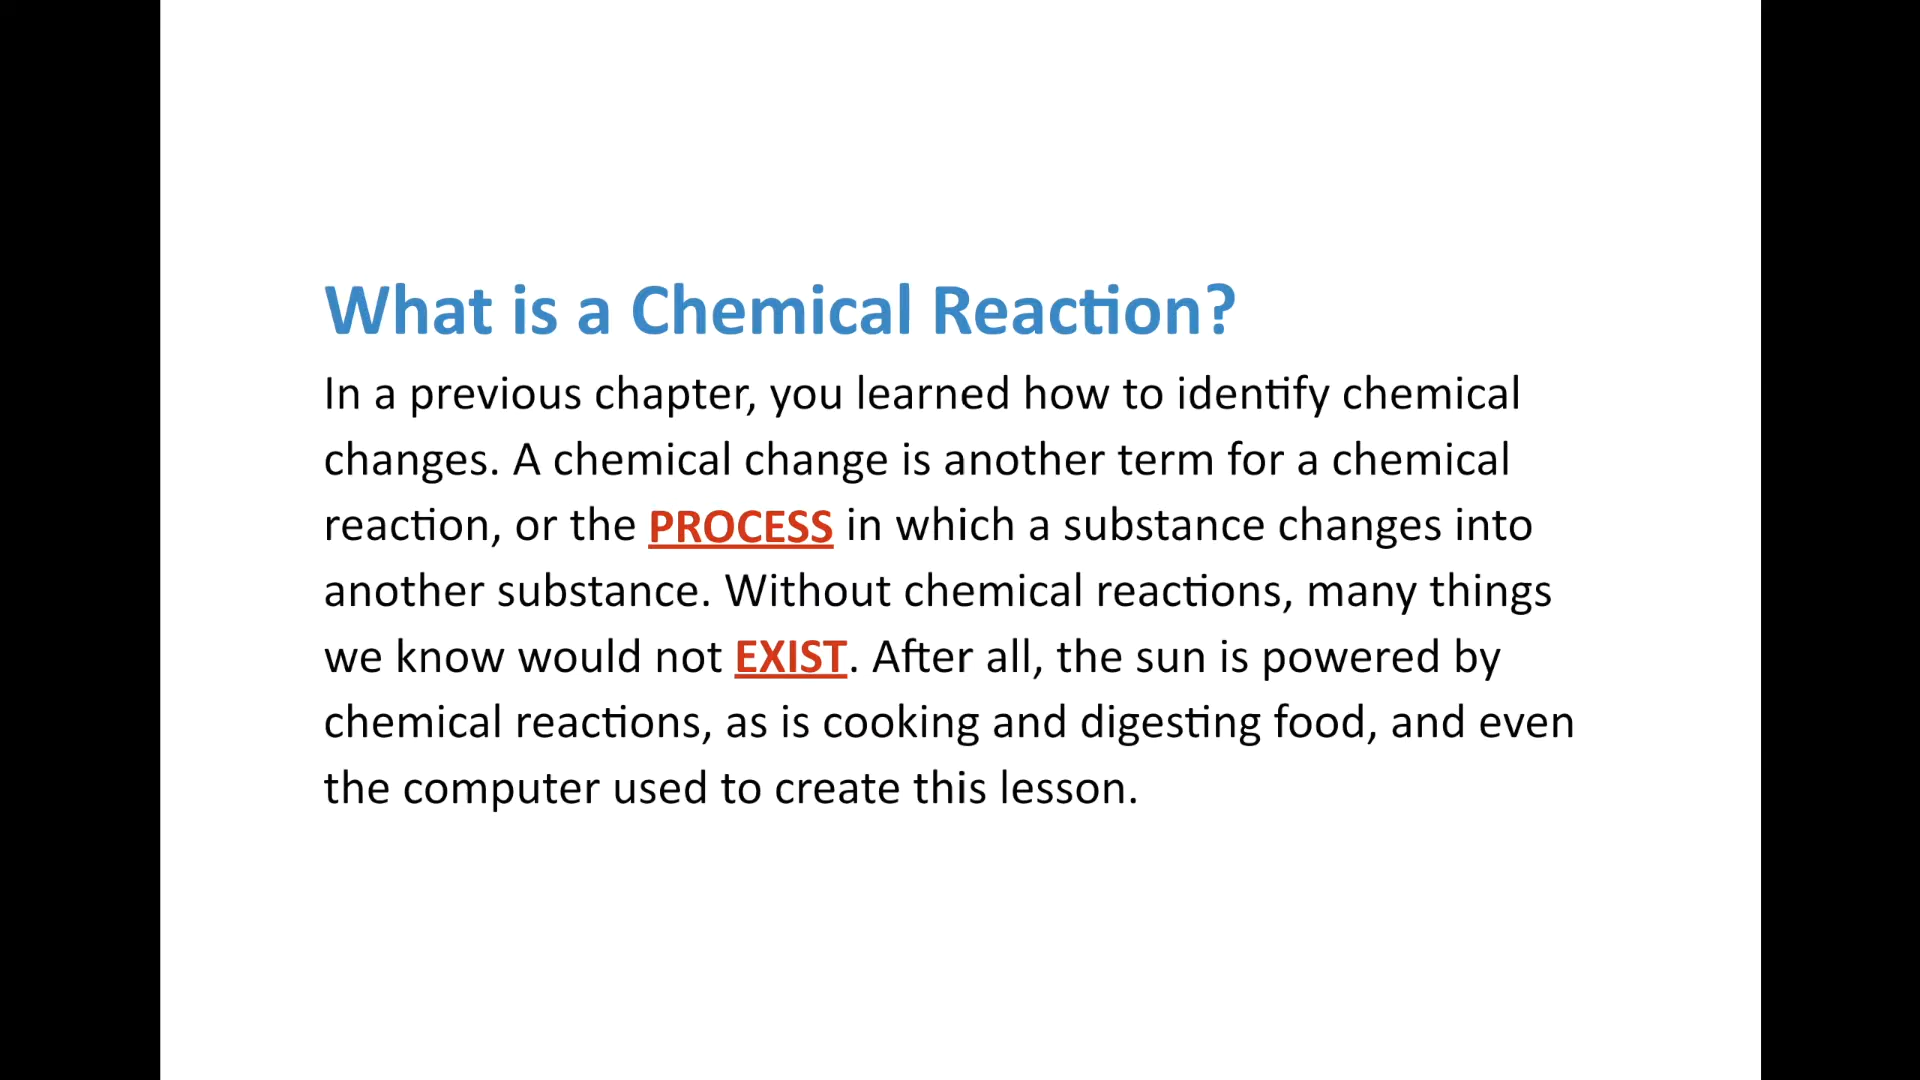 What is a Chemical Reaction?
In a previous chapter, you learned how to identify chemical
changes. A chemical change is another term for a chemical
reaction, or the PROCESS in which a substance changes into
another substance. Without chemical reactions, many things
we know would not EXIST. After all, the sun is powered by
chemical reactions, as is cooking and digesting food, and even
the computer used to create this lesson.